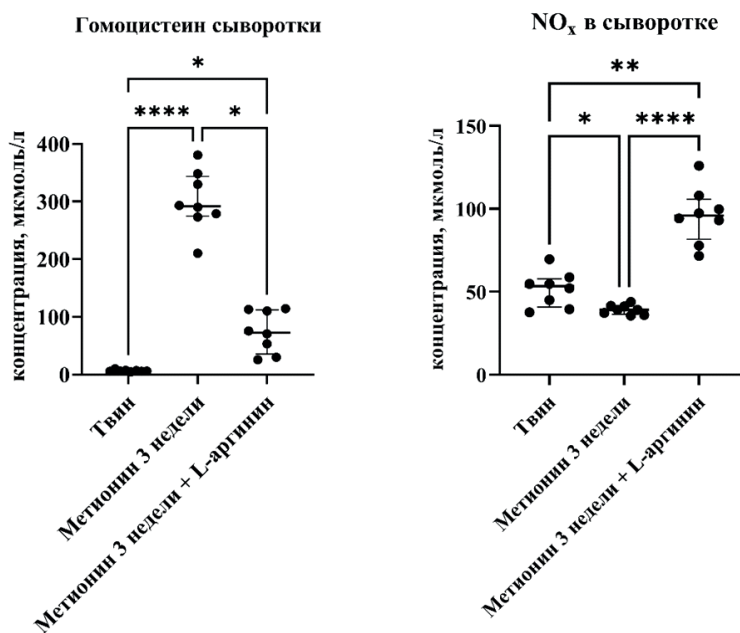 Гомоцистеин сыворотки
*
****
*
концентрация, мкмоль/л
400
300
200
100
0
Твин
Метионин 3 недели
Метионин 3 недели + L-аргинин
NOx в сыворотке
**
*
****
концентрация, мкмоль/л
150
100
50
0
Твин
Метионин 3 недели
Метионин 3 недели + L-аргинин